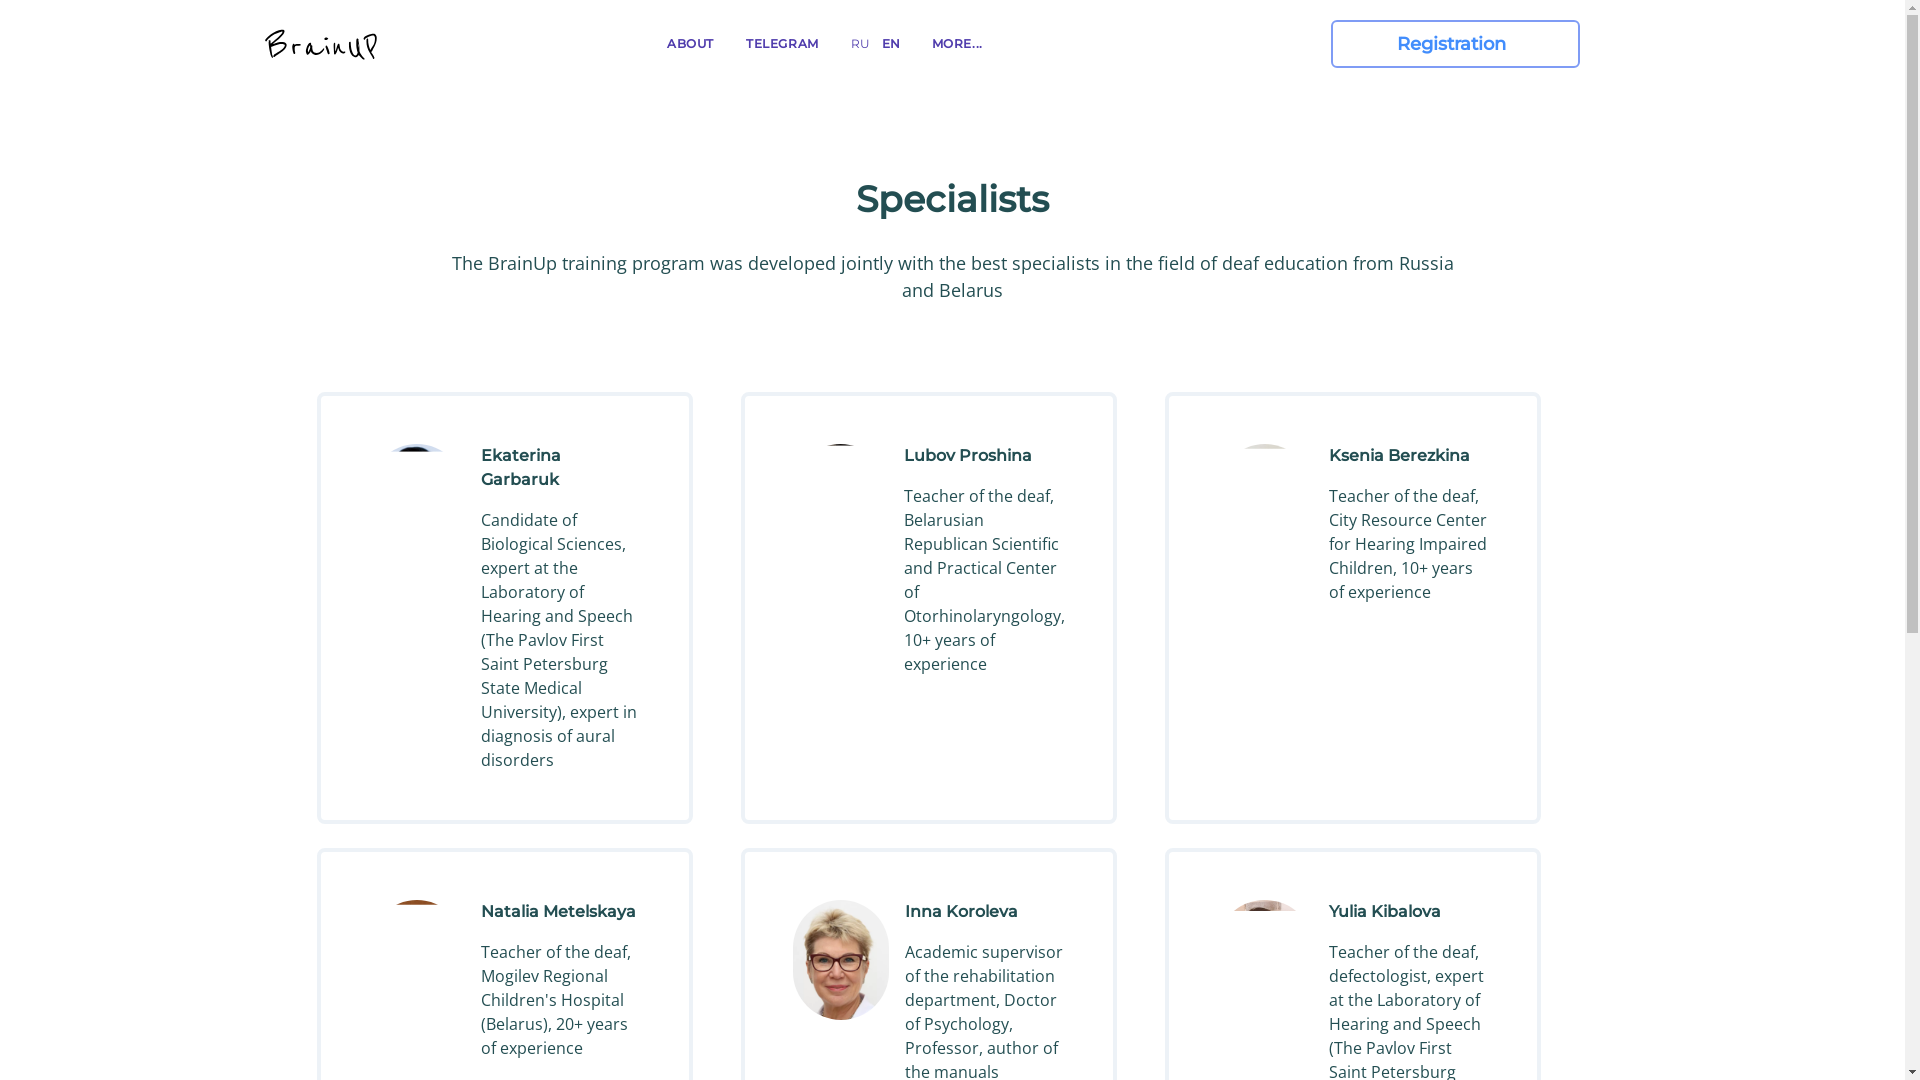 BrainUP
ABOUT
TELEGRAM
RU
EN
MORE...
Registration
Specialists
The BrainUp training program was developed jointly with the best specialists in the field of deaf education from Russia
and Belarus
Ekaterina
Garbaruk
Candidate of
Biological Sciences,
expert at the
Laboratory of
Hearing and Speech
(The Pavlov First
Saint Petersburg
State Medical
University), expert in
diagnosis of aural
disorders
Lubov Proshina
Teacher of the deaf,
Belarusian
Republican Scientific
and Practical Center
of
Otorhinolaryngology,
10+ years of
experience
Ksenia Berezkina
Teacher of the deaf,
City Resource Center
for Hearing Impaired
Children, 10+ years
of experience
Natalia Metelskaya
Teacher of the deaf,
Mogilev Regional
Children's Hospital
(Belarus), 20+ years
of experience
Inna Koroleva
Academic supervisor
of the rehabilitation
department, Doctor
of Psychology,
Professor, author of
the manuals
Yulia Kibalova
Teacher of the deaf,
defectologist, expert
at the Laboratory of
Hearing and Speech
(The Pavlov First
Saint Petersburg